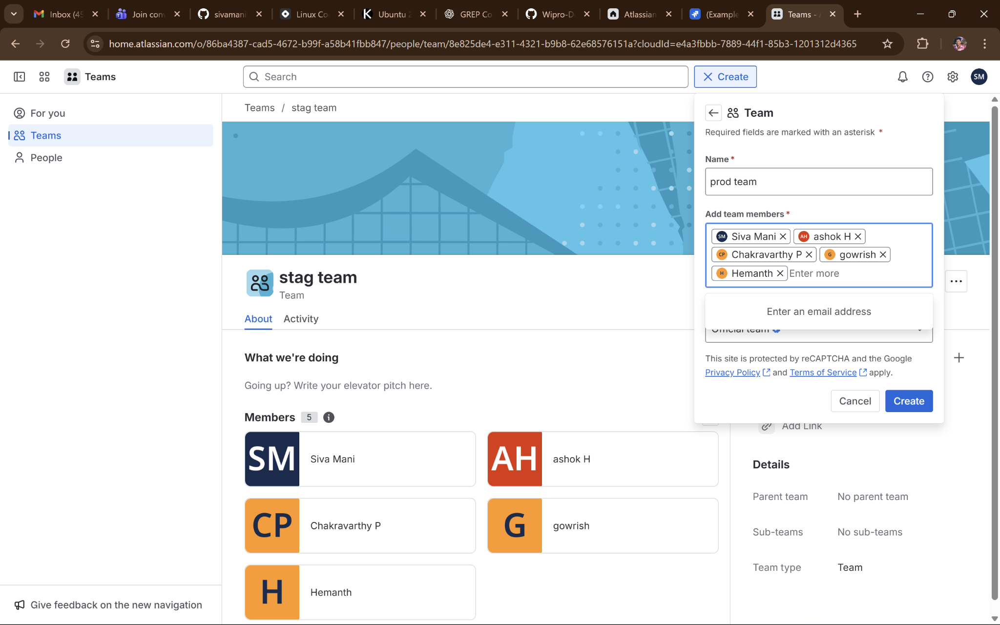 Inbox (45
Join con
sivamani
Linux Co
Ubuntu 2
GREP Co
Wipro-D
Atlassian
(Example
Teams - A
home.atlassian.com/o/86ba4387-cad5-4672-b99f-a58b41fbb847/people/team/8e825de4-e311-4321-b9b8-62e68576151a?cloudId=e4a3fbbb-7889-44f1-85b3-1201312d4365
Teams
Search
Create
SM
For you
Teams
People
Give feedback on the new navigation
Teams / stag team
stag team
Team
About
Activity
What we're doing
Going up? Write your elevator pitch here.
Members 5
SM Siva Mani
AH ashok H
CP Chakravarthy P
G gowrish
H Hemanth
Team
Required fields are marked with an asterisk *
Name *
prod team
Add team members *
SM Siva Mani
AH ashok H
CP Chakravarthy P
G gowrish
H Hemanth
Enter more
Enter an email address
Official team
This site is protected by reCAPTCHA and the Google
Privacy Policy and Terms of Service apply.
Cancel
Create
Add Link
Details
Parent team No parent team
Sub-teams No sub-teams
Team type Team